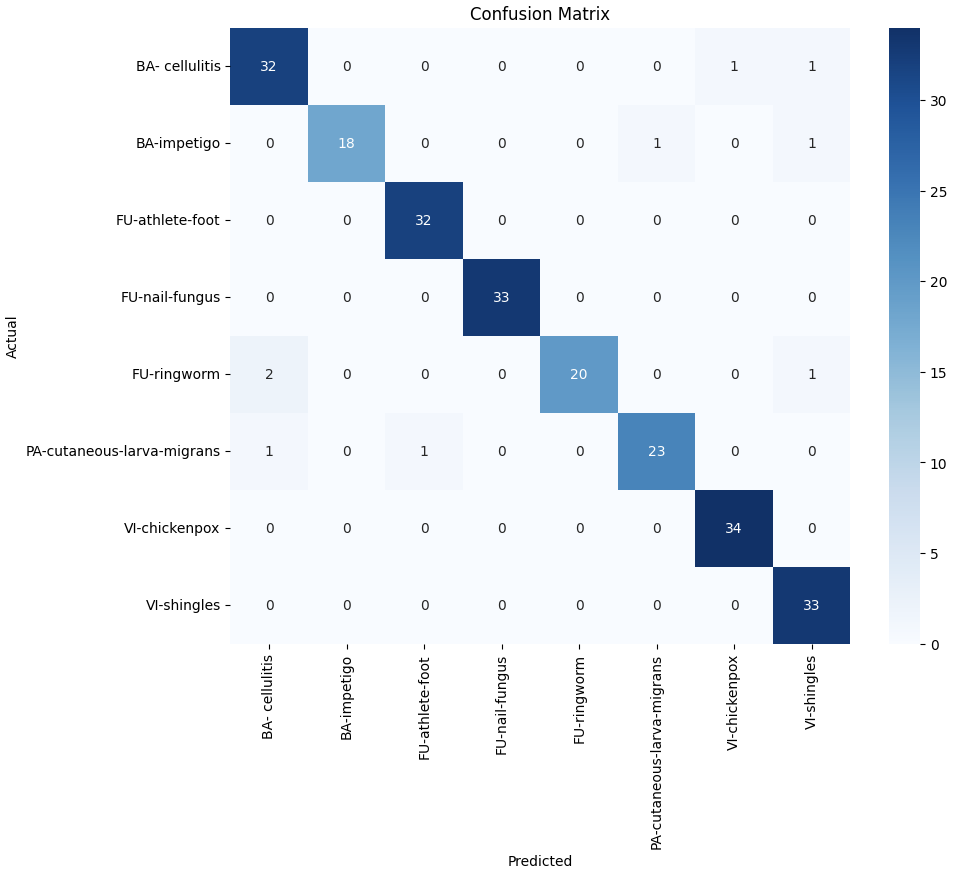 Confusion Matrix
BA- cellulitis 32 0 0 0 0 0 1 1
BA-impetigo 0 18 0 0 0 1 0 1
FU-athlete-foot 0 0 32 0 0 0 0 0
FU-nail-fungus 0 0 0 33 0 0 0 0
FU-ringworm 2 0 0 0 20 0 0 1
PA-cutaneous-larva-migrans 1 0 1 0 0 23 0 0
VI-chickenpox 0 0 0 0 0 0 34 0
VI-shingles 0 0 0 0 0 0 0 33
Actual
BA- cellulitis
BA-impetigo
FU-athlete-foot
FU-nail-fungus
FU-ringworm
PA-cutaneous-larva-migrans
VI-chickenpox
VI-shingles
Predicted
30
25
20
15
10
5
0